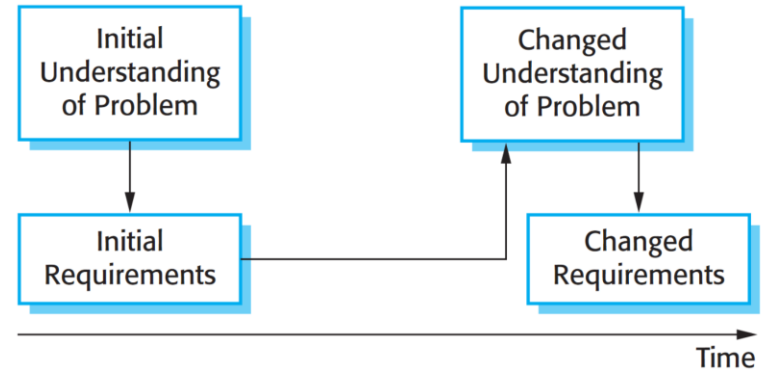 Initial
Understanding
of Problem
Changed
Understanding
of Problem
Initial
Requirements
Changed
Requirements
Time